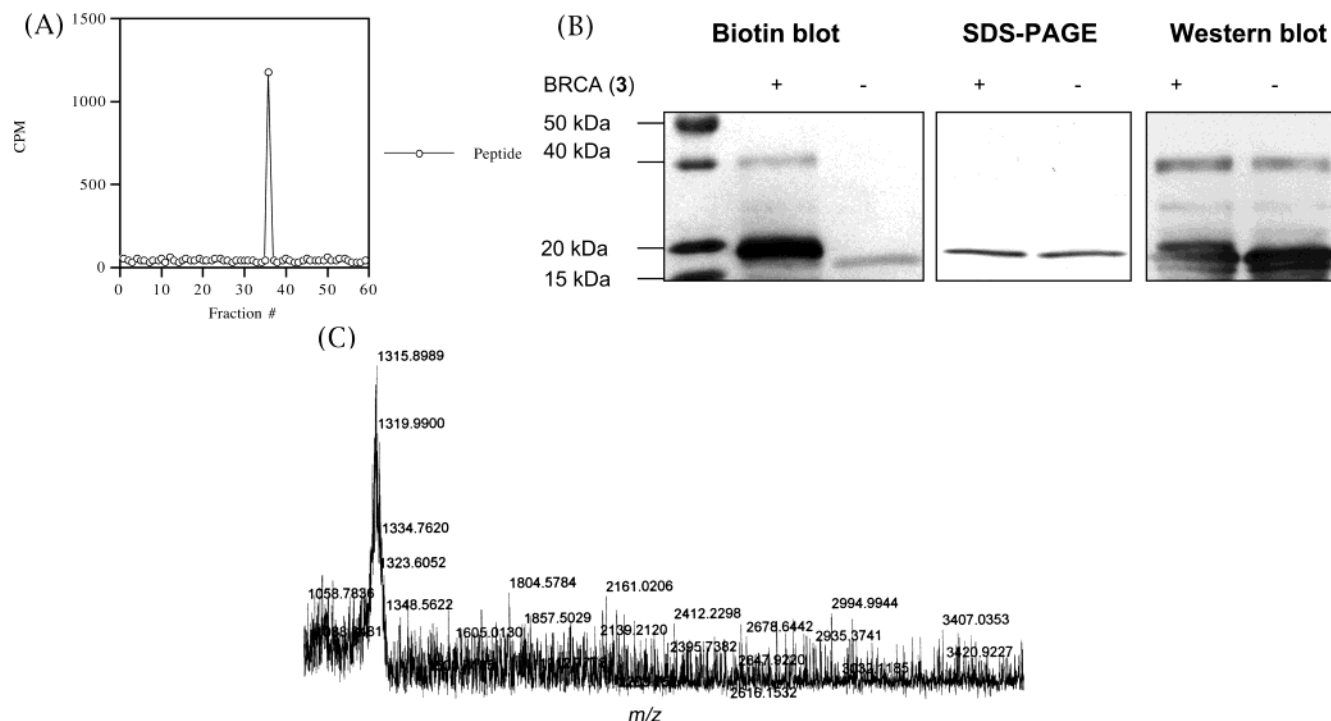 (A)
1500
1000
500
0
CPM
0 10 20 30 40 50 60
Fraction #
Peptide
(B)
Biotin blot SDS-PAGE Western blot
BRCA (3) + - + - + -
50 kDa
40 kDa
20 kDa
15 kDa
(C)
1315.8989
1319.9900
1334.7620
1323.6052
1058.7836
1348.5622
1605.0130
1804.5784
1857.5029
2161.0206
2139.2120
2412.2298
2395.7382
2678.6442
2647.9220
2616.1532
2994.9944
2935.3741
3032.1185
3407.0353
3420.9227
m/z